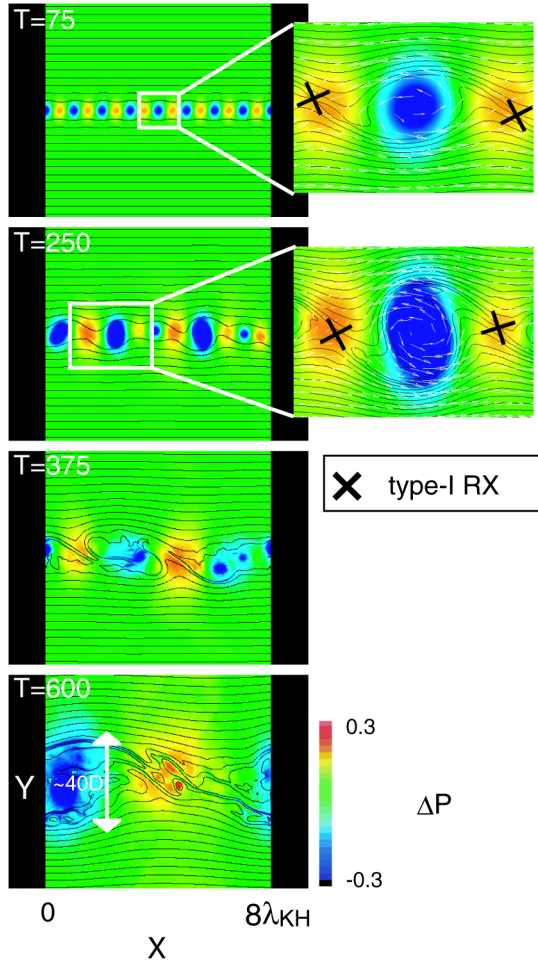 T=75
T=250
T=375
type-I RX
T=600
Y
~40D
0.3
ΔP
-0.3
0
8λKH
X